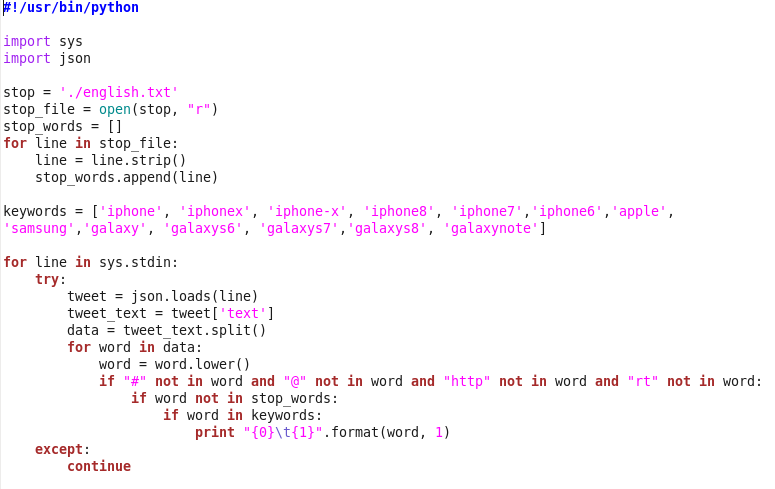 #!/usr/bin/python

import sys
import json

stop = './english.txt'
stop_file = open(stop, "r")
stop_words = []
for line in stop_file:
    line = line.strip()
    stop_words.append(line)

keywords = ['iphone', 'iphonex', 'iphone-x', 'iphone8', 'iphone7','iphone6','apple',
'samsung','galaxy', 'galaxys6', 'galaxys7','galaxys8', 'galaxynote']

for line in sys.stdin:
    try:
        tweet = json.loads(line)
        tweet_text = tweet['text']
        data = tweet_text.split()
        for word in data:
            word = word.lower()
            if "#" not in word and "@" not in word and "http" not in word and "rt" not in word:
                if word not in stop_words:
                    if word in keywords:
                        print "{0}\t{1}".format(word, 1)
    except:
        continue